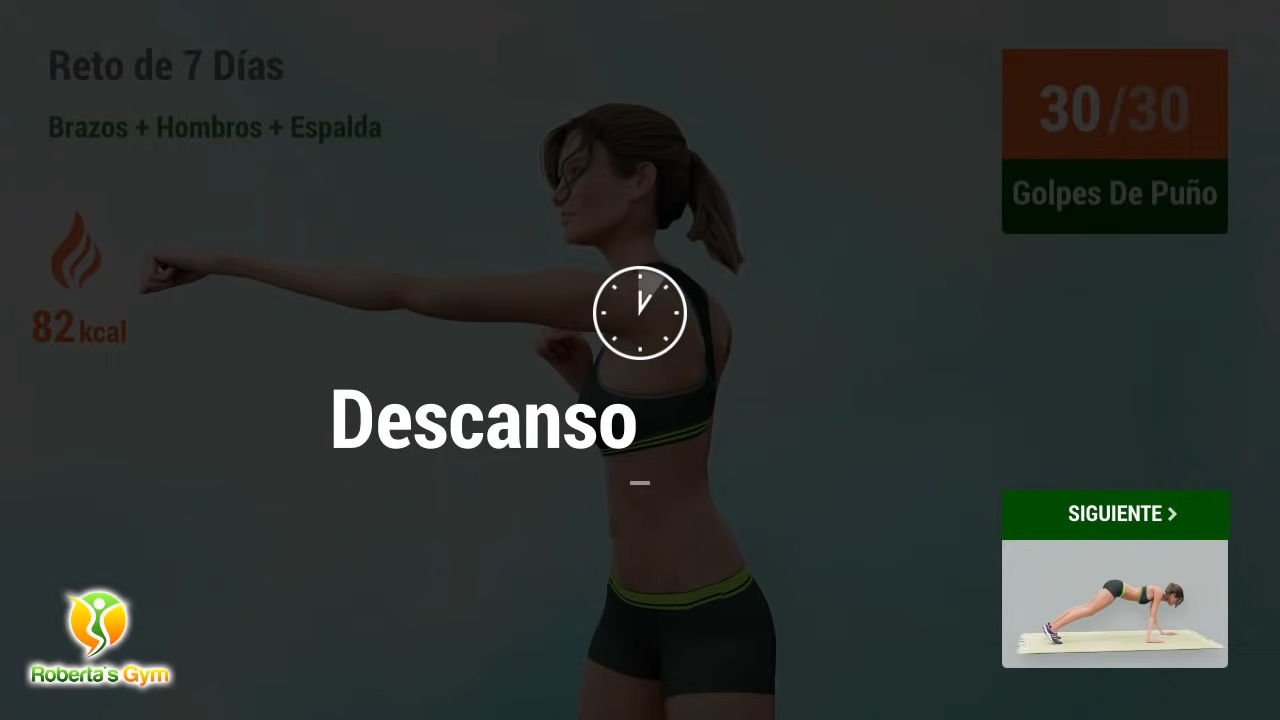 Reto de 7 Días
Brazos + Hombros + Espalda
30/30
Golpes De Puño
82 kcal
Descanso
SIGUIENTE >
Roberta´s Gym